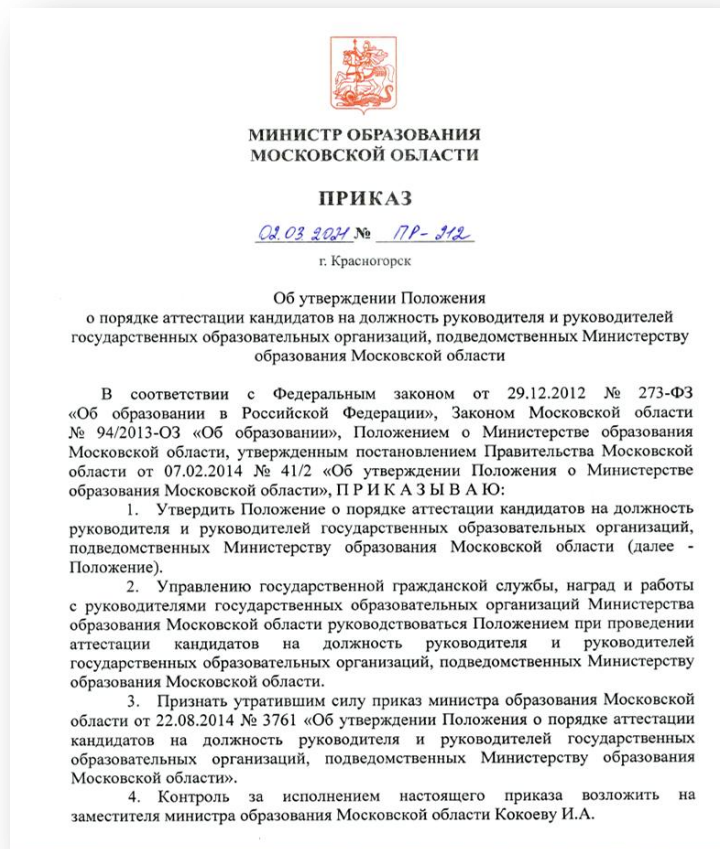 МИНИСТР ОБРАЗОВАНИЯ
МОСКОВСКОЙ ОБЛАСТИ
ПРИКАЗ
02.03.2021 № ПР-212
г. Красногорск
Об утверждении Положения
о порядке аттестации кандидатов на должность руководителя и руководителей
государственных образовательных организаций, подведомственных Министерству
образования Московской области
В соответствии с Федеральным законом от 29.12.2012 № 273-ФЗ
«Об образовании в Российской Федерации», Законом Московской области
№ 94/2013-ОЗ «Об образовании», Положением о Министерстве образования
Московской области, утвержденным постановлением Правительства Московской
области от 07.02.2014 № 41/2 «Об утверждении Положения о Министерстве
образования Московской области», П Р И К А З Ы В А Ю:
1. Утвердить Положение о порядке аттестации кандидатов на должность
руководителя и руководителей государственных образовательных организаций,
подведомственных Министерству образования Московской области (далее -
Положение).
2. Управлению государственной гражданской службы, наград и работы
с руководителями государственных образовательных организаций Министерства
образования Московской области руководствоваться Положением при проведении
аттестации кандидатов на должность руководителя и руководителей
государственных образовательных организаций, подведомственных Министерству
образования Московской области.
3. Признать утратившим силу приказ министра образования Московской
области от 22.08.2014 № 3761 «Об утверждении Положения о порядке аттестации
кандидатов на должность руководителя и руководителей государственных
образовательных организаций, подведомственных Министерству образования
Московской области».
4. Контроль за исполнением настоящего приказа возложить на
заместителя министра образования Московской области Кокоеву И.А.